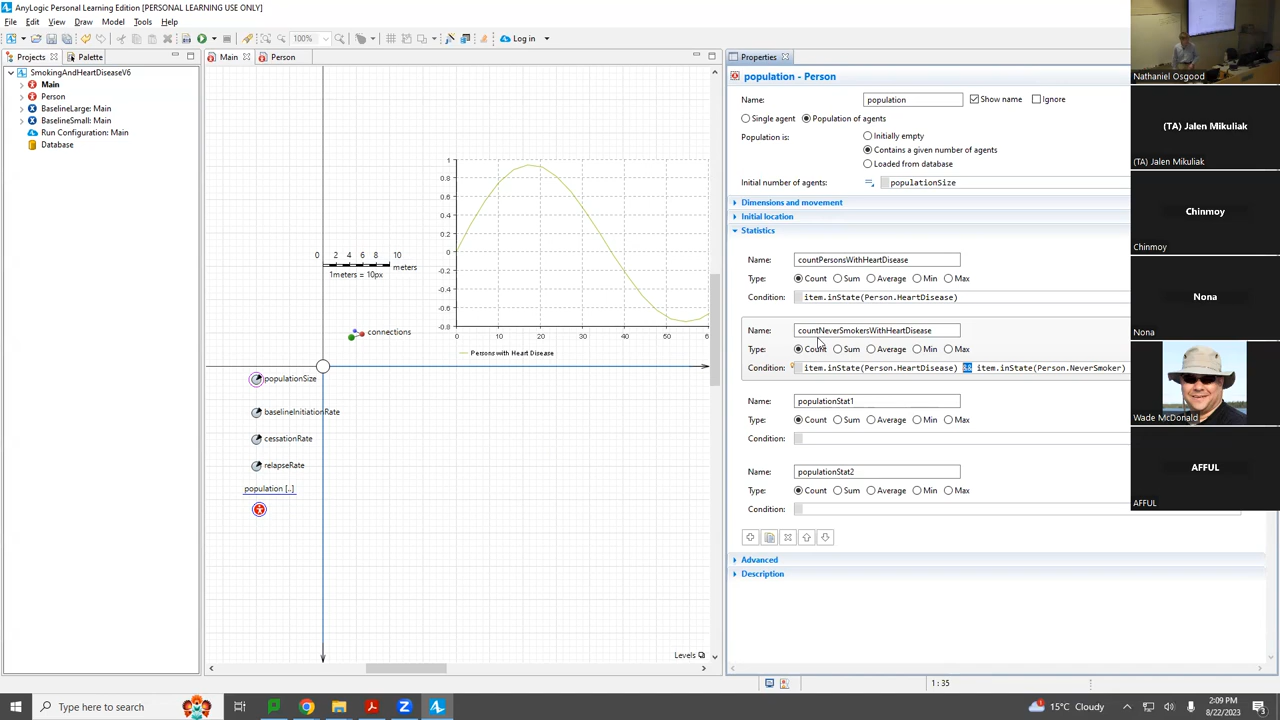 AnyLogic Personal Learning Edition [PERSONAL LEARNING USE ONLY]
File Edit View Draw Model Tools Help
100%
Log in
Projects
Palette
Main
Person
Properties
SmokingAndHeartDiseaseV6
Main
Person
BaselineLarge: Main
BaselineSmall: Main
Run Configuration: Main
Database
1
0.8
0.6
0.4
0.2
0
-0.2
-0.4
-0.6
-0.8
0 10 20 30 40 50 60
Persons with Heart Disease
0 2 4 6 8 10
meters
1meters = 10px
connections
populationSize
baselineInitiationRate
cessationRate
relapseRate
population [..]
Levels
population - Person
Name: population Show name Ignore
Single agent Population of agents
Population is: Initially empty
Contains a given number of agents
Loaded from database
Initial number of agents: populationSize
Dimensions and movement
Initial location
Statistics
Name: countPersonsWithHeartDisease
Type: Count Sum Average Min Max
Condition: item.inState(Person.HeartDisease)
Name: countNeverSmokersWithHeartDisease
Type: Count Sum Average Min Max
Condition: item.inState(Person.HeartDisease) && item.inState(Person.NeverSmoker)
Name: populationStat1
Type: Count Sum Average Min Max
Condition:
Name: populationStat2
Type: Count Sum Average Min Max
Condition:
Advanced
Description
1 : 35
Nathaniel Osgood
(TA) Jalen Mikuliak
(TA) Jalen Mikuliak
Chinmoy
Chinmoy
Nona
Nona
Wade McDonald
AFFUL
AFFUL
Type here to search
15°C Cloudy
2:09 PM
8/22/2023
3